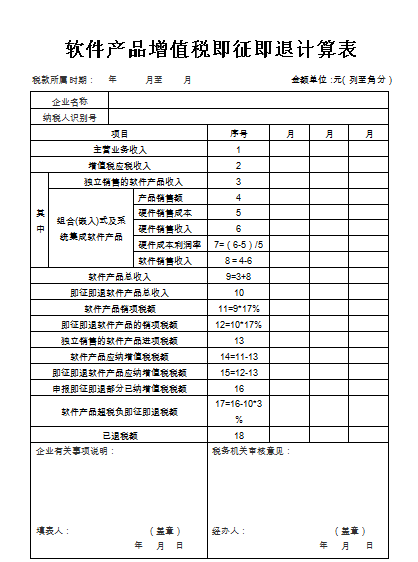 软件产品增值税即征即退计算表
税款所属时期： 年 月至 月 金额单位：元( 列至角分）
企业名称
纳税人识别号
项目 序号 月 月 月
主营业务收入 1
增值税应税收入 2
其中
独立销售的软件产品收入 3
组合(嵌入)式及系统集成软件产品
产品销售额 4
硬件销售成本 5
硬件销售收入 6
硬件成本利润率 7=（6-5）/5
软件销售收入 8＝4-6
软件产品总收入 9=3+8
即征即退软件产品总收入 10
软件产品销项税额 11=9*17%
即征即退软件产品的销项税额 12=10*17%
独立销售的软件产品进项税额 13
软件产品应纳增值税税额 14=11-13
即征即退软件产品应纳增值税税额 15=12-13
申报即征即退部分已纳增值税税额 16
软件产品超税负即征即退税额 17=16-10*3%
已退税额 18
企业有关事项说明： 税务机关审核意见：
填表人： （盖章） 经办人： （盖章）
年 月 日 年 月 日